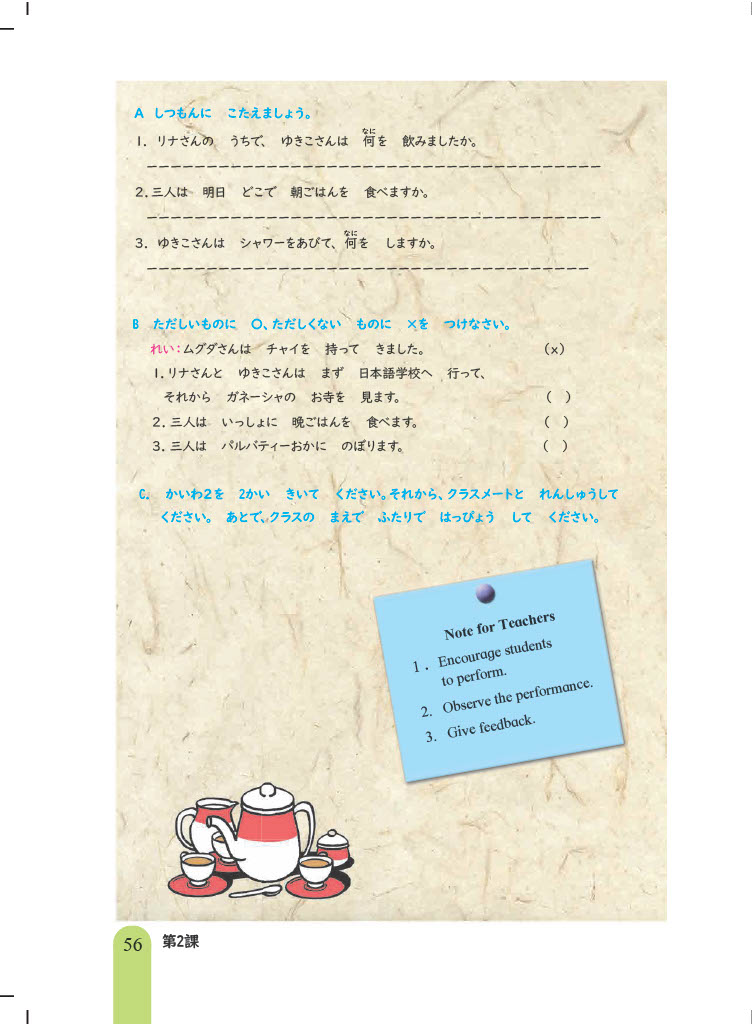 A しつもんに こたえましょう。
1. リナさんの うちで、 ゆきこさんは 何を 飲みましたか。
なに
2. 三人は 明日 どこで 朝ごはんを 食べますか。
3. ゆきこさんは シャワーをあびて、何を しますか。
なに
B ただしいものに ○、ただしくない ものに ×を つけなさい。
れい：ムグダさんは チャイを 持って きました。 (x)
1. リナさんと ゆきこさんは まず 日本語学校へ 行って、
それから ガネーシャの お寺を 見ます。 ( )
2. 三人は いっしょに 晩ごはんを 食べます。 ( )
3. 三人は パルバティーおかに のぼります。 ( )
C. かいわ2を 2かい きいて ください。それから、クラスメートと れんしゅうして
ください。 あとで、クラスの まえで ふたりで はっぴょう して ください。
Note for Teachers
1. Encourage students
to perform.
2. Observe the performance.
3. Give feedback.
56 第2課